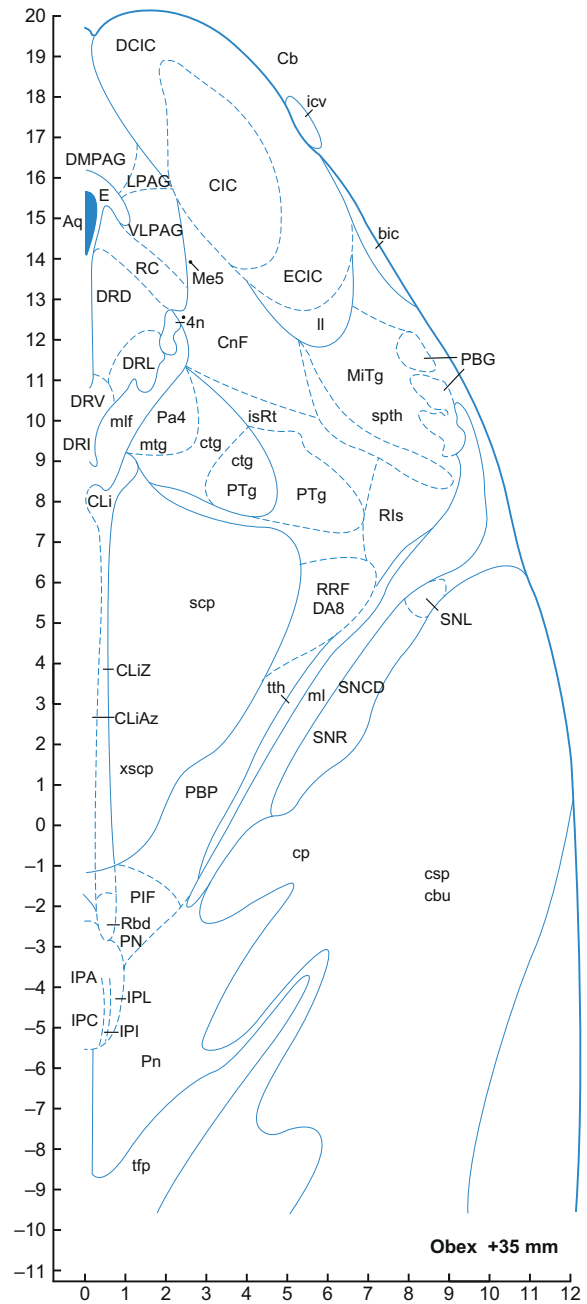 20
19
18
17
16
15
14
13
12
11
10
9
8
7
6
5
4
3
2
1
0
–1
–2
–3
–4
–5
–6
–7
–8
–9
–10
–11
0 1 2 3 4 5 6 7 8 9 10 11 12
DCIC
Cb
icv
DMPAG
LPAG
CIC
E
Aq
VLPAG
bic
RC
Me5
ECIC
DRD
4n
ll
CnF
DRL
PBG
MiTg
DRV
mlf
Pa4
isRt
spth
DRI
mtg
ctg
ctg
CLi
PTg
PTg
RIs
scp
RRF
DA8
SNL
CLiZ
tth
ml
SNCD
CLiAz
SNR
xscp
PBP
cp
csp
cbu
PIF
Rbd
PN
IPA
IPL
IPC
IPI
Pn
tfp
Obex +35 mm